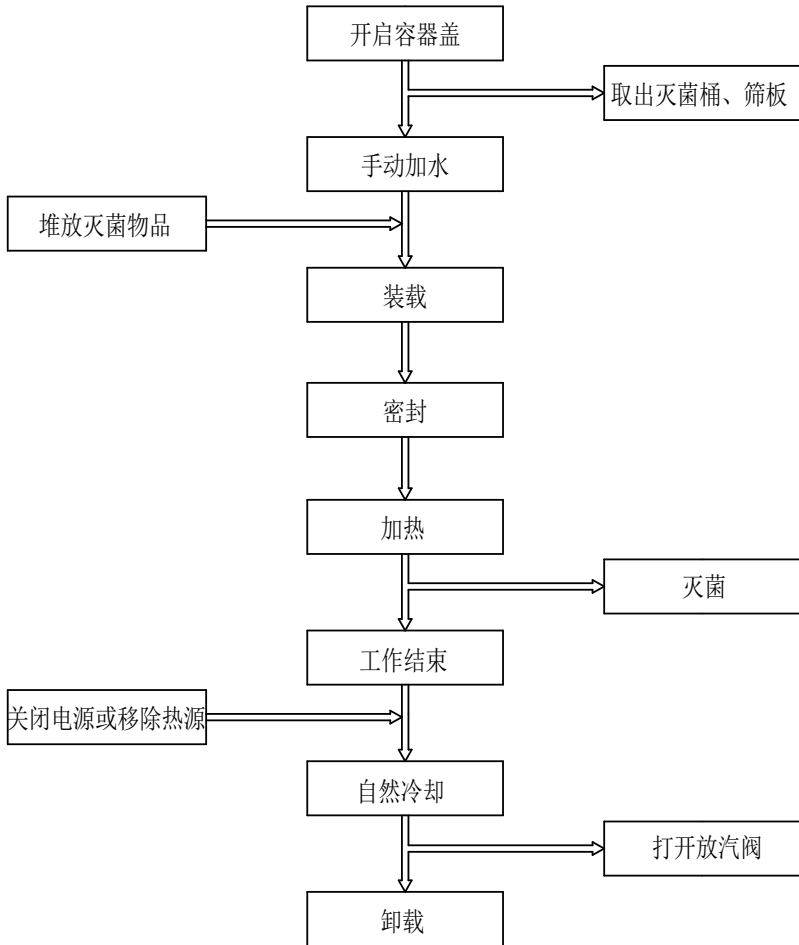 开启容器盖
取出灭菌桶、筛板
手动加水
堆放灭菌物品
装载
密封
加热
灭菌
工作结束
关闭电源或移除热源
自然冷却
打开放汽阀
卸载